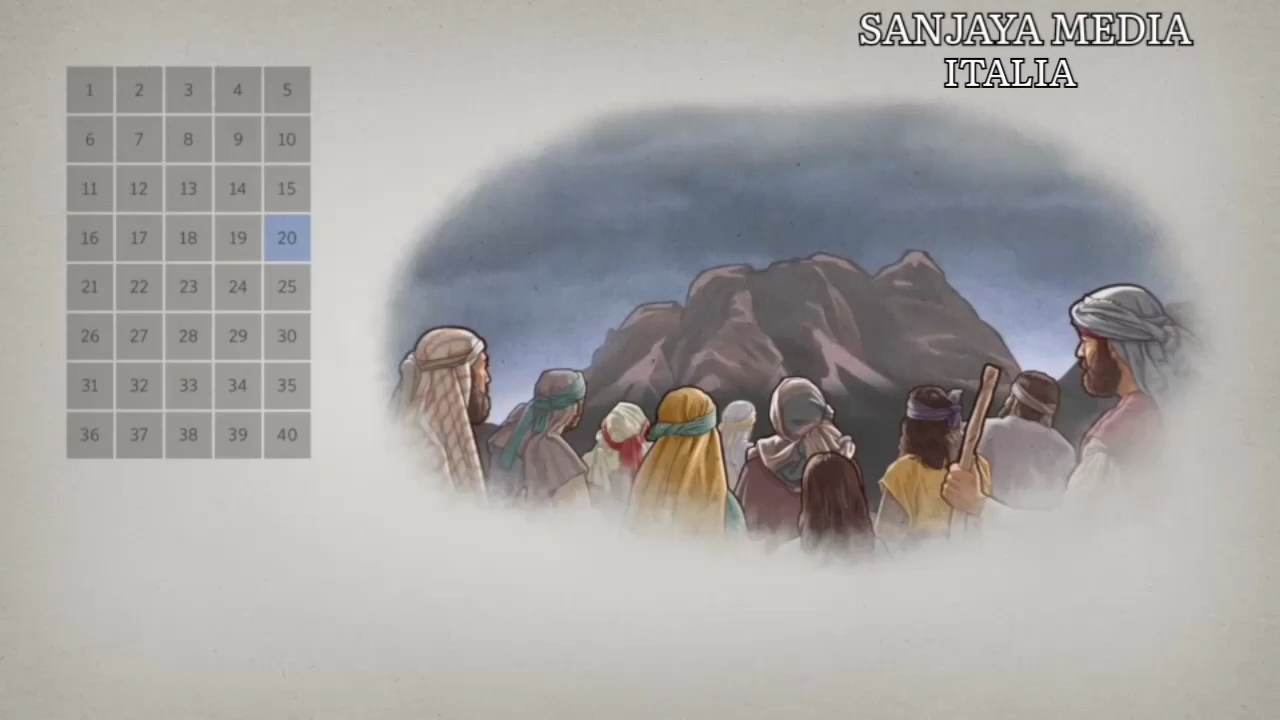 SANJAYA MEDIA
ITALIA
1 2 3 4 5
6 7 8 9 10
11 12 13 14 15
16 17 18 19 20
21 22 23 24 25
26 27 28 29 30
31 32 33 34 35
36 37 38 39 40